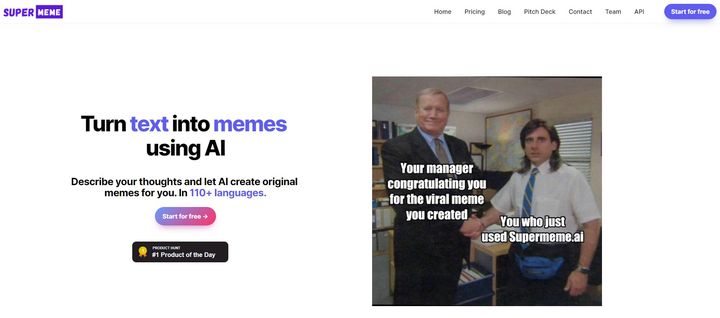 SUPER MEME
Home Pricing Blog Pitch Deck Contact Team API Start for free
Turn text into memes
using AI
Describe your thoughts and let AI create original
memes for you. In 110+ languages.
Start for free →
PRODUCT HUNT
#1 Product of the Day
Your manager
congratulating you
for the viral meme
you created
You who just
used Supermeme.ai